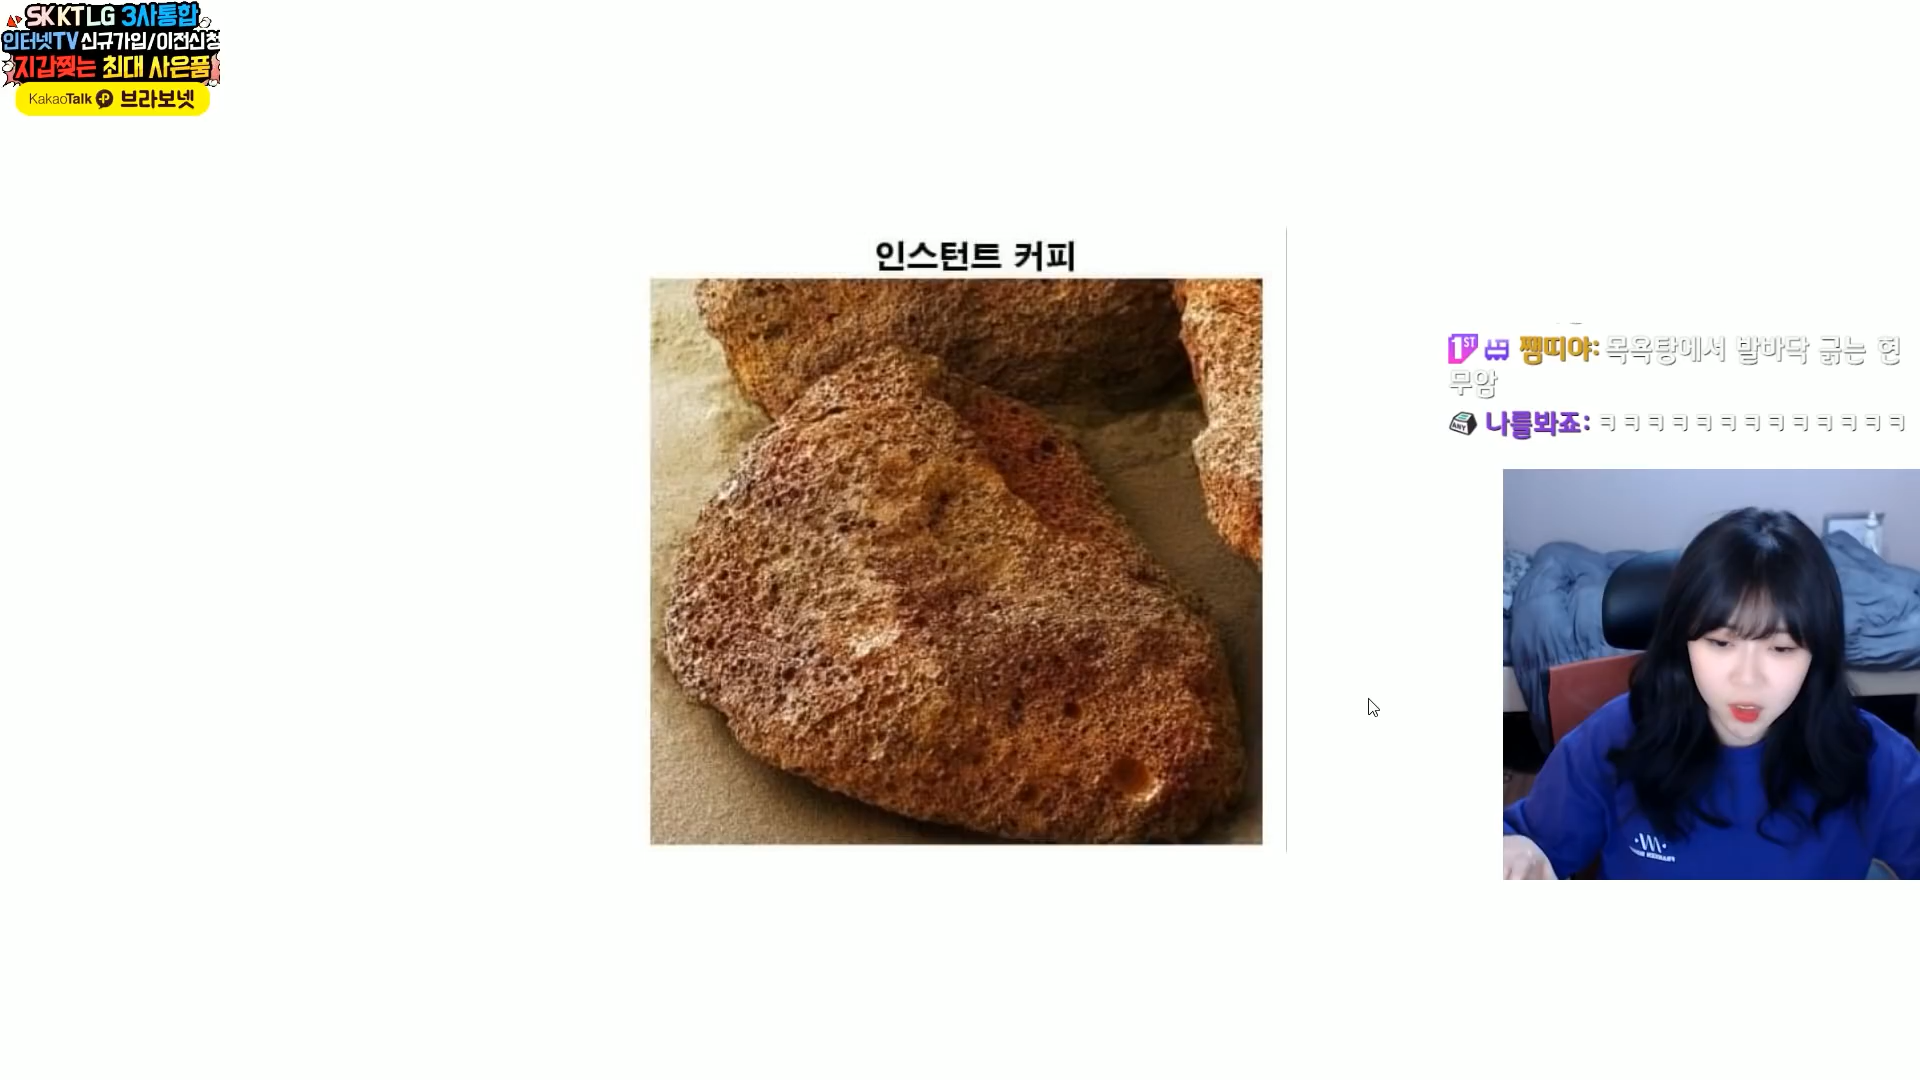 SK KT LG 3사통합
인터넷TV 신규가입/이전신청
지갑찢는 최대 사은품
KakaoTalk P 브라보넷
인스턴트 커피
1ST 쨈띠야: 목욕탕에서 발바닥 긁는 현
무암
ANY 나를봐죠: ㅋㅋㅋㅋㅋㅋㅋㅋㅋㅋㅋㅋㅋ